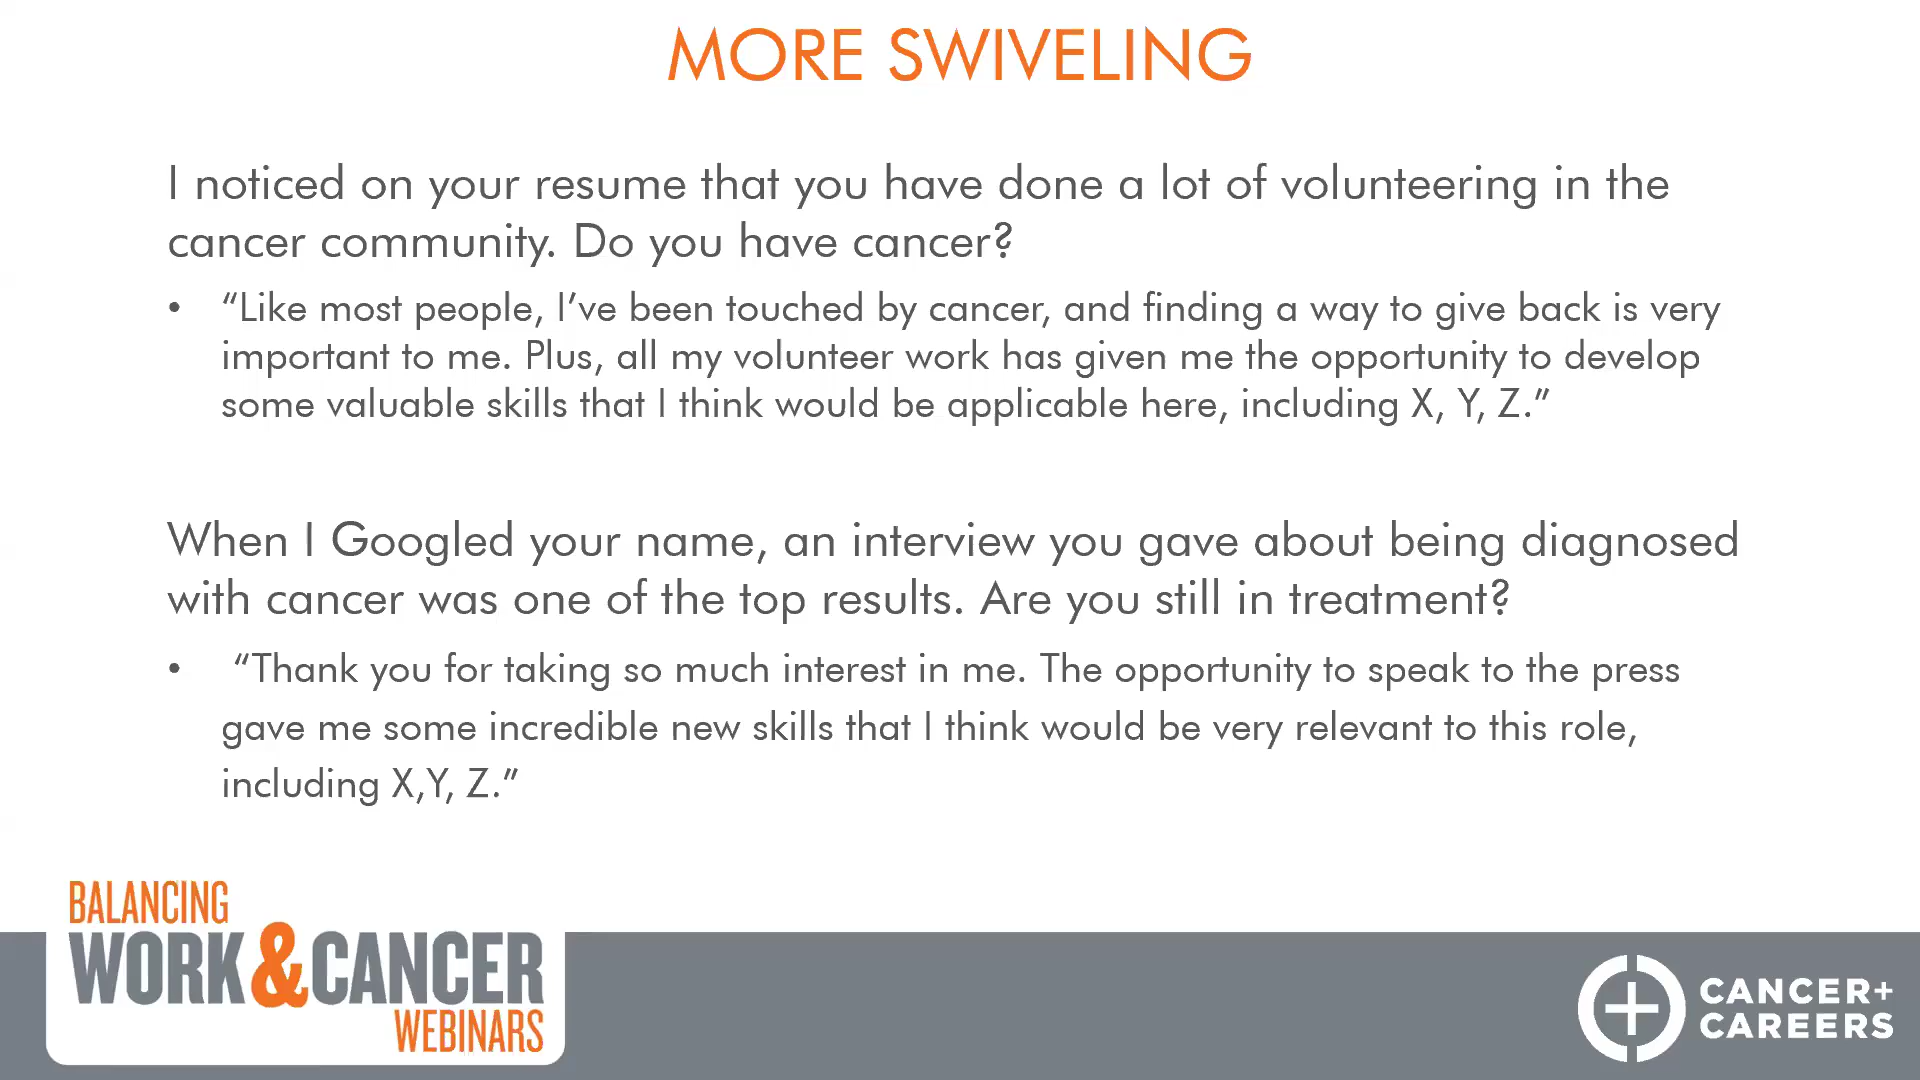 MORE SWIVELING
I noticed on your resume that you have done a lot of volunteering in the
cancer community. Do you have cancer?
• “Like most people, I’ve been touched by cancer, and finding a way to give back is very
important to me. Plus, all my volunteer work has given me the opportunity to develop
some valuable skills that I think would be applicable here, including X, Y, Z.”
When I Googled your name, an interview you gave about being diagnosed
with cancer was one of the top results. Are you still in treatment?
• “Thank you for taking so much interest in me. The opportunity to speak to the press
gave me some incredible new skills that I think would be very relevant to this role,
including X,Y, Z.”
BALANCING
WORK&CANCER
WEBINARS
CANCER+
CAREERS